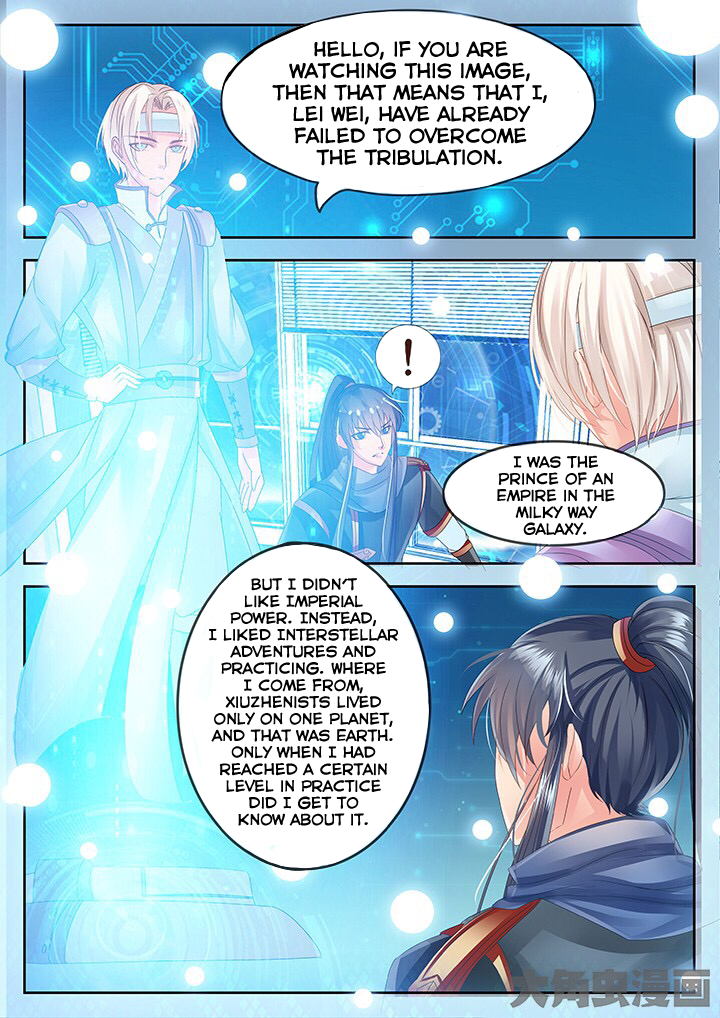 HELLO, IF YOU ARE
WATCHING THIS IMAGE,
THEN THAT MEANS THAT I,
LEI WEI, HAVE ALREADY
FAILED TO OVERCOME
THE TRIBULATION.
!
I WAS THE
PRINCE OF AN
EMPIRE IN THE
MILKY WAY
GALAXY.
BUT I DIDN'T
LIKE IMPERIAL
POWER. INSTEAD,
I LIKED INTERSTELLAR
ADVENTURES AND
PRACTICING. WHERE
I COME FROM,
XIUZHENISTS LIVED
ONLY ON ONE PLANET,
AND THAT WAS EARTH.
ONLY WHEN I HAD
REACHED A CERTAIN
LEVEL IN PRACTICE
DID I GET TO
KNOW ABOUT IT.
大角虫漫画